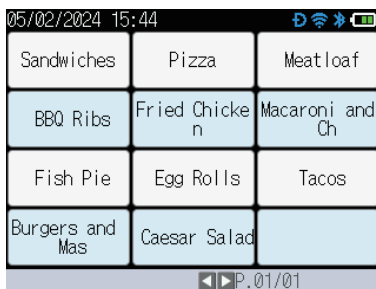 05/02/2024 15:44
Sandwiches
Pizza
Meatloaf
BBQ Ribs
Fried Chicke
n
Macaroni and
Ch
Fish Pie
Egg Rolls
Tacos
Burgers and
Mas
Caesar Salad
P.01/01